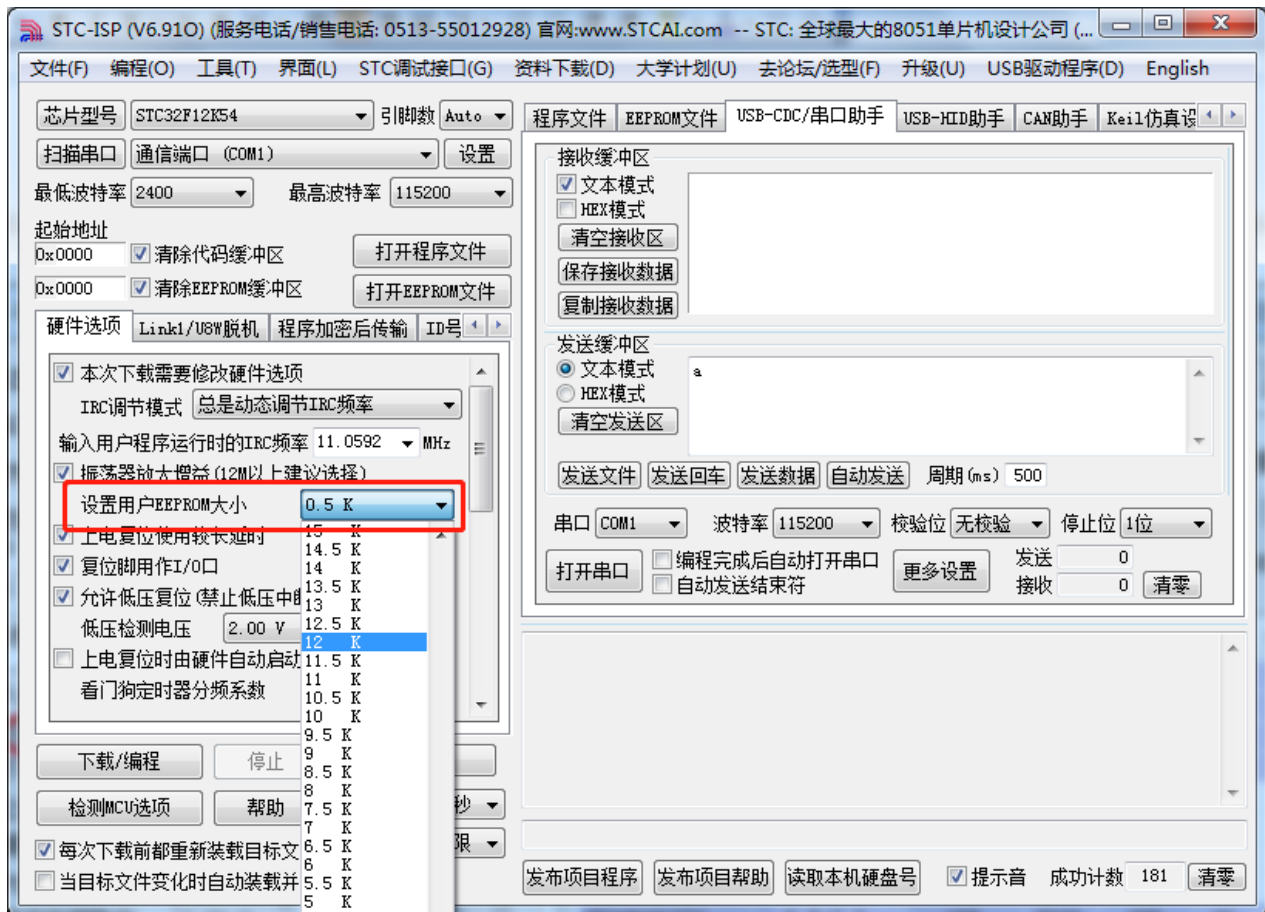 STC-ISP (V6.91O) (服务电话/销售电话: 0513-55012928) 官网:www.STCAI.com -- STC: 全球最大的8051单片机设计公司 (...
文件(F) 编程(O) 工具(T) 界面(L) STC调试接口(G) 资料下载(D) 大学计划(U) 去论坛/选型(F) 升级(U) USB驱动程序(D) English
芯片型号 STC32F12K54 引脚数 Auto
扫描串口 通信端口 (COM1) 设置
最低波特率 2400 最高波特率 115200
起始地址
0x0000 清除代码缓冲区 打开程序文件
0x0000 清除EEPROM缓冲区 打开EEPROM文件
硬件选项 Link1/U8W脱机 程序加密后传输 ID号
本次下载需要修改硬件选项
IRC调节模式 总是动态调节IRC频率
输入用户程序运行时的IRC频率 11.0592 MHz
振荡器放大增益(12M以上建议选择)
设置用户EEPROM大小 0.5 K
上电复位使用较长延时
复位脚用作I/O口
允许低压复位(禁止低压中
低压检测电压 2.00 V
上电复位时由硬件自动启动
看门狗定时器分频系数
15 K
14.5 K
14 K
13.5 K
13 K
12.5 K
12 K
11.5 K
11 K
10.5 K
10 K
9.5 K
9 K
8.5 K
8 K
7.5 K
7 K
6.5 K
6 K
5.5 K
5 K
下载/编程 停止
检测MCU选项 帮助 秒
每次下载前都重新装载目标文 限
当目标文件变化时自动装载并
程序文件 EEPROM文件 USB-CDC/串口助手 USB-HID助手 CAN助手 Keil仿真设
接收缓冲区
文本模式
HEX模式
清空接收区
保存接收数据
复制接收数据
发送缓冲区
文本模式 a
HEX模式
清空发送区
发送文件 发送回车 发送数据 自动发送 周期(ms) 500
串口 COM1 波特率 115200 校验位 无校验 停止位 1位
打开串口 编程完成后自动打开串口 更多设置 发送 0
自动发送结束符 接收 0 清零
发布项目程序 发布项目帮助 读取本机硬盘号 提示音 成功计数 181 清零